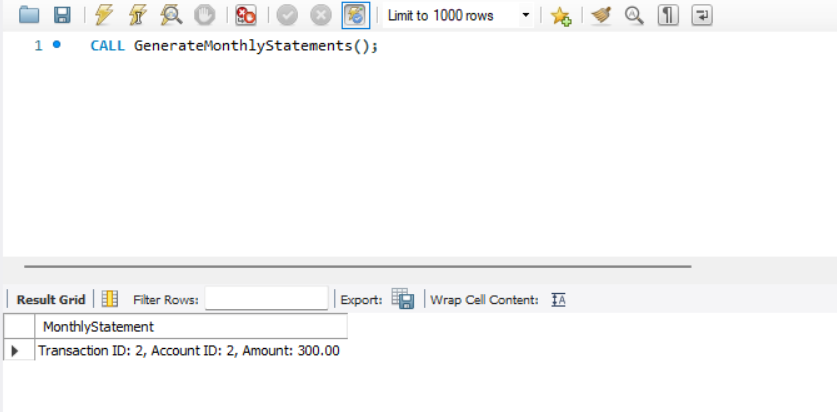 Limit to 1000 rows
1 CALL GenerateMonthlyStatements();
Result Grid Filter Rows: Export: Wrap Cell Content: IA
MonthlyStatement
Transaction ID: 2, Account ID: 2, Amount: 300.00